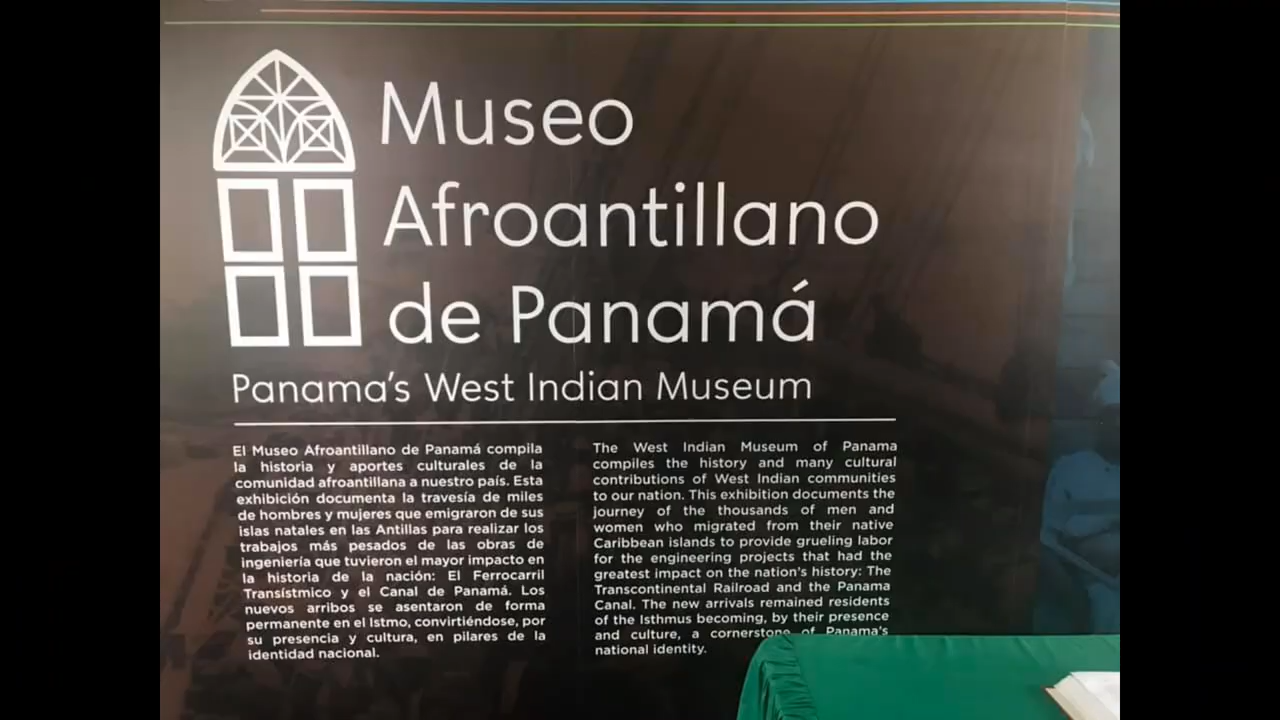 Museo
Afroantillano
de Panamá
Panama's West Indian Museum
El Museo Afroantillano de Panamá compila
la historia y aportes culturales de la
comunidad afroantillana a nuestro país. Esta
exhibición documenta la travesía de miles
de hombres y mujeres que emigraron de sus
islas natales en las Antillas para realizar los
trabajos más pesados de las obras de
ingeniería que tuvieron el mayor impacto en
la historia de la nación: El Ferrocarril
Transístmico y el Canal de Panamá. Los
nuevos arribos se asentaron de forma
permanente en el Istmo, convirtiéndose, por
su presencia y cultura, en pilares de la
identidad nacional.
The West Indian Museum of Panama
compiles the history and many cultural
contributions of West Indian communities
to our nation. This exhibition documents the
journey of the thousands of men and
women who migrated from their native
Caribbean islands to provide grueling labor
for the engineering projects that had the
greatest impact on the nation's history: The
Transcontinental Railroad and the Panama
Canal. The new arrivals remained residents
of the Isthmus becoming, by their presence
and culture, a cornerstone of Panama's
national identity.